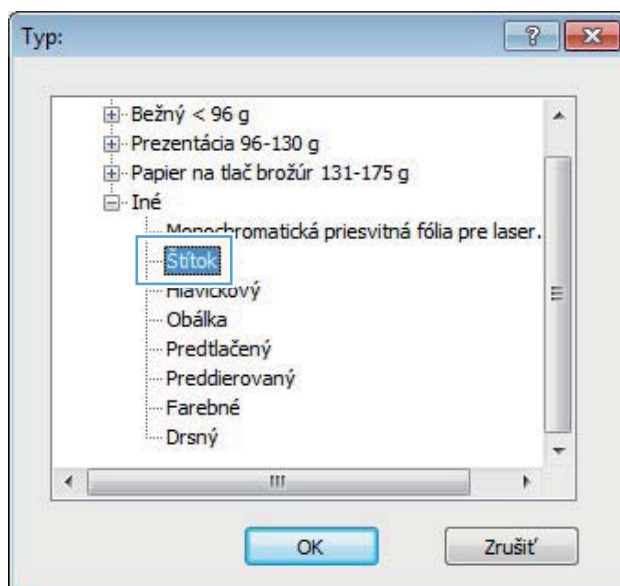 Typ:
Bežný < 96 g
Prezentácia 96-130 g
Papier na tlač brožúr 131-175 g
Iné
Monochromatická priesvitná fólia pre laser.
Štítok
Hlavičkový
Obálka
Predtlačený
Preddierovaný
Farebné
Drsný
OK
Zrušiť